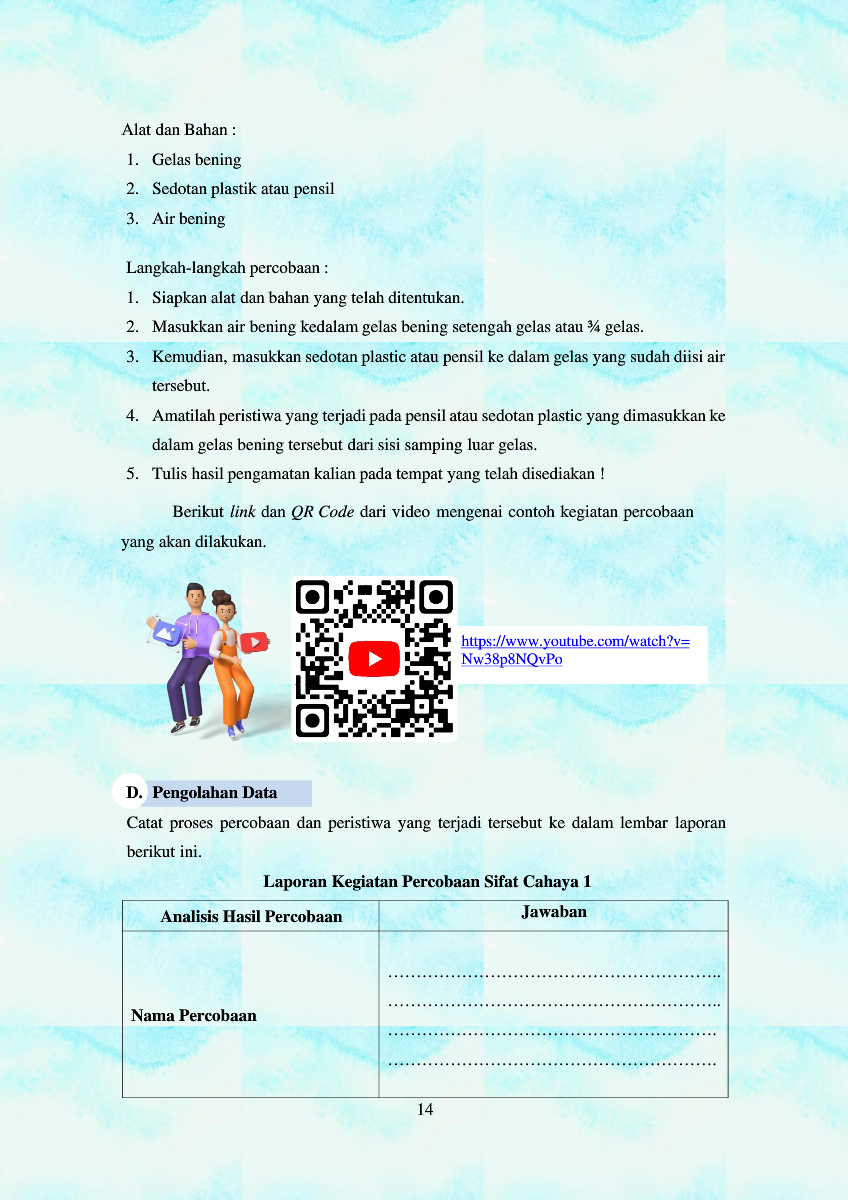 Alat dan Bahan :
1. Gelas bening
2. Sedotan plastik atau pensil
3. Air bening
Langkah-langkah percobaan :
1. Siapkan alat dan bahan yang telah ditentukan.
2. Masukkan air bening kedalam gelas bening setengah gelas atau ¾ gelas.
3. Kemudian, masukkan sedotan plastic atau pensil ke dalam gelas yang sudah diisi air
tersebut.
4. Amatilah peristiwa yang terjadi pada pensil atau sedotan plastic yang dimasukkan ke
dalam gelas bening tersebut dari sisi samping luar gelas.
5. Tulis hasil pengamatan kalian pada tempat yang telah disediakan !
Berikut link dan QR Code dari video mengenai contoh kegiatan percobaan
yang akan dilakukan.
https://www.youtube.com/watch?v=
Nw38p8NQvPo
D. Pengolahan Data
Catat proses percobaan dan peristiwa yang terjadi tersebut ke dalam lembar laporan
berikut ini.
Laporan Kegiatan Percobaan Sifat Cahaya 1
Analisis Hasil Percobaan
Jawaban
Nama Percobaan
…………………………………………………..
…………………………………………………..
………………………………………………….
………………………………………………….
14